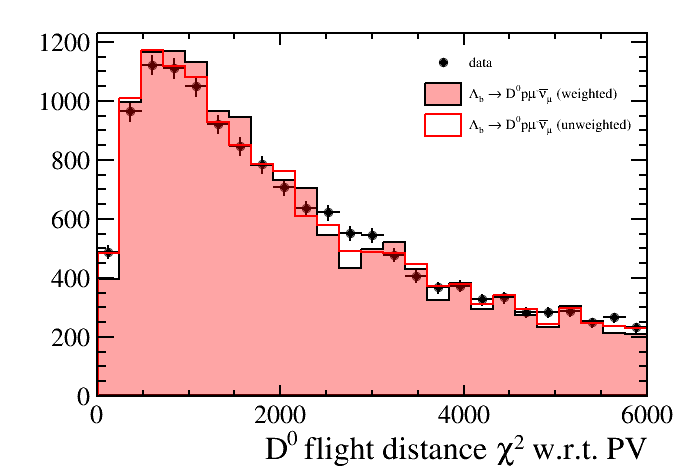 1200
1000
800
600
400
200
0
data
Λb → D⁰pμ ν̅μ (weighted)
Λb → D⁰pμ ν̅μ (unweighted)
0 2000 4000 6000
D⁰ flight distance χ² w.r.t. PV